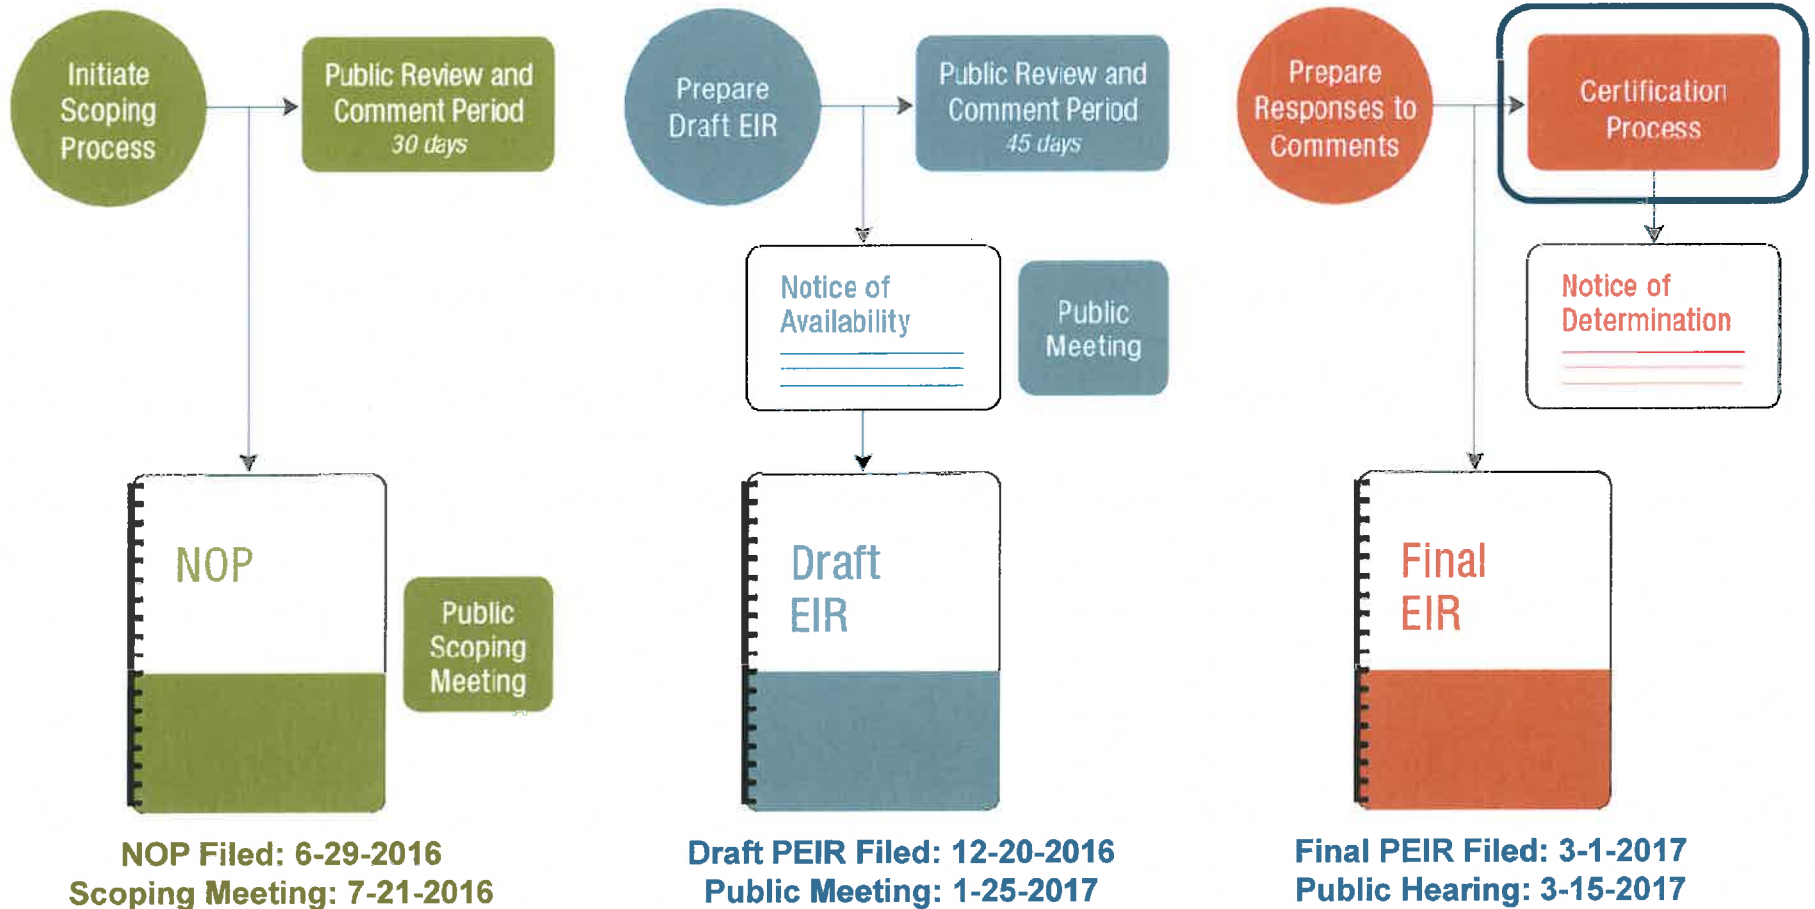 Initiate
Scoping
Process
Public Review and
Comment Period
30 days
NOP
Public
Scoping
Meeting
NOP Filed: 6-29-2016
Scoping Meeting: 7-21-2016
Prepare
Draft EIR
Public Review and
Comment Period
45 days
Notice of
Availability
Public
Meeting
Draft
EIR
Draft PEIR Filed: 12-20-2016
Public Meeting: 1-25-2017
Prepare
Responses to
Comments
Certification
Process
Notice of
Determination
Final
EIR
Final PEIR Filed: 3-1-2017
Public Hearing: 3-15-2017